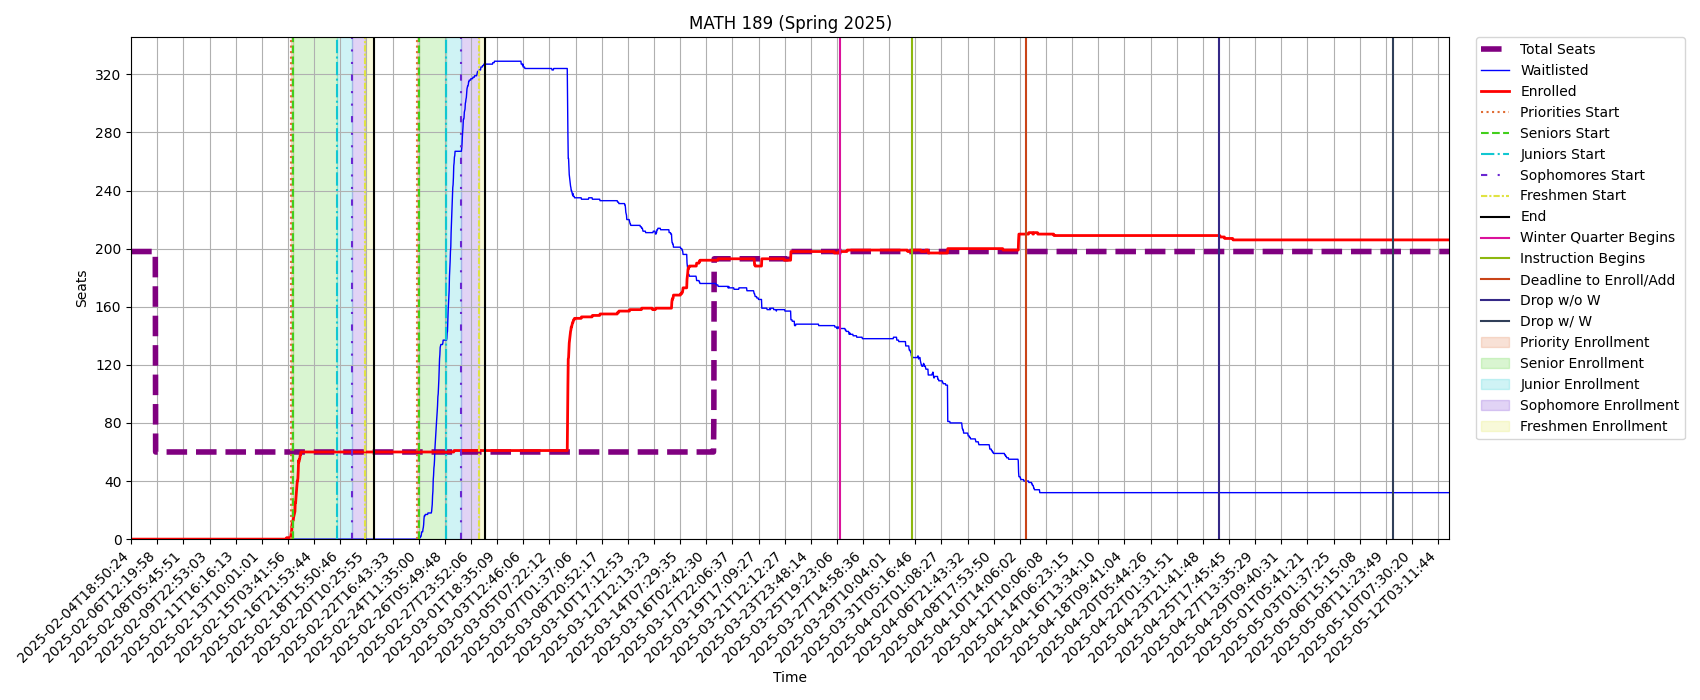 MATH 189 (Spring 2025)
Seats
320
280
240
200
160
120
80
40
0
2025-02-04T18:50:24
2025-02-06T12:19:58
2025-02-08T05:45:51
2025-02-09T22:53:03
2025-02-11T16:16:13
2025-02-13T10:01:01
2025-02-15T03:41:56
2025-02-16T21:53:44
2025-02-18T15:50:46
2025-02-20T10:25:55
2025-02-22T16:43:33
2025-02-24T11:35:00
2025-02-26T05:49:48
2025-02-27T23:52:06
2025-03-01T18:35:09
2025-03-03T12:46:06
2025-03-05T07:22:12
2025-03-07T01:37:06
2025-03-08T20:52:17
2025-03-10T17:12:53
2025-03-12T12:13:23
2025-03-14T07:29:35
2025-03-16T02:42:30
2025-03-17T22:06:37
2025-03-19T17:09:27
2025-03-21T12:12:27
2025-03-23T23:48:14
2025-03-25T19:23:06
2025-03-27T14:58:36
2025-03-29T10:04:01
2025-03-31T05:16:46
2025-04-02T01:08:27
2025-04-06T21:43:32
2025-04-08T17:53:50
2025-04-10T14:06:02
2025-04-12T10:06:08
2025-04-14T06:23:15
2025-04-16T13:34:10
2025-04-18T09:41:04
2025-04-20T05:44:26
2025-04-22T01:31:51
2025-04-23T21:41:48
2025-04-25T17:45:45
2025-04-27T13:35:29
2025-04-29T09:40:31
2025-05-01T05:41:21
2025-05-03T01:37:25
2025-05-06T15:15:08
2025-05-08T11:23:49
2025-05-10T07:30:20
2025-05-12T03:11:44
Time
Total Seats
Waitlisted
Enrolled
Priorities Start
Seniors Start
Juniors Start
Sophomores Start
Freshmen Start
End
Winter Quarter Begins
Instruction Begins
Deadline to Enroll/Add
Drop w/o W
Drop w/ W
Priority Enrollment
Senior Enrollment
Junior Enrollment
Sophomore Enrollment
Freshmen Enrollment